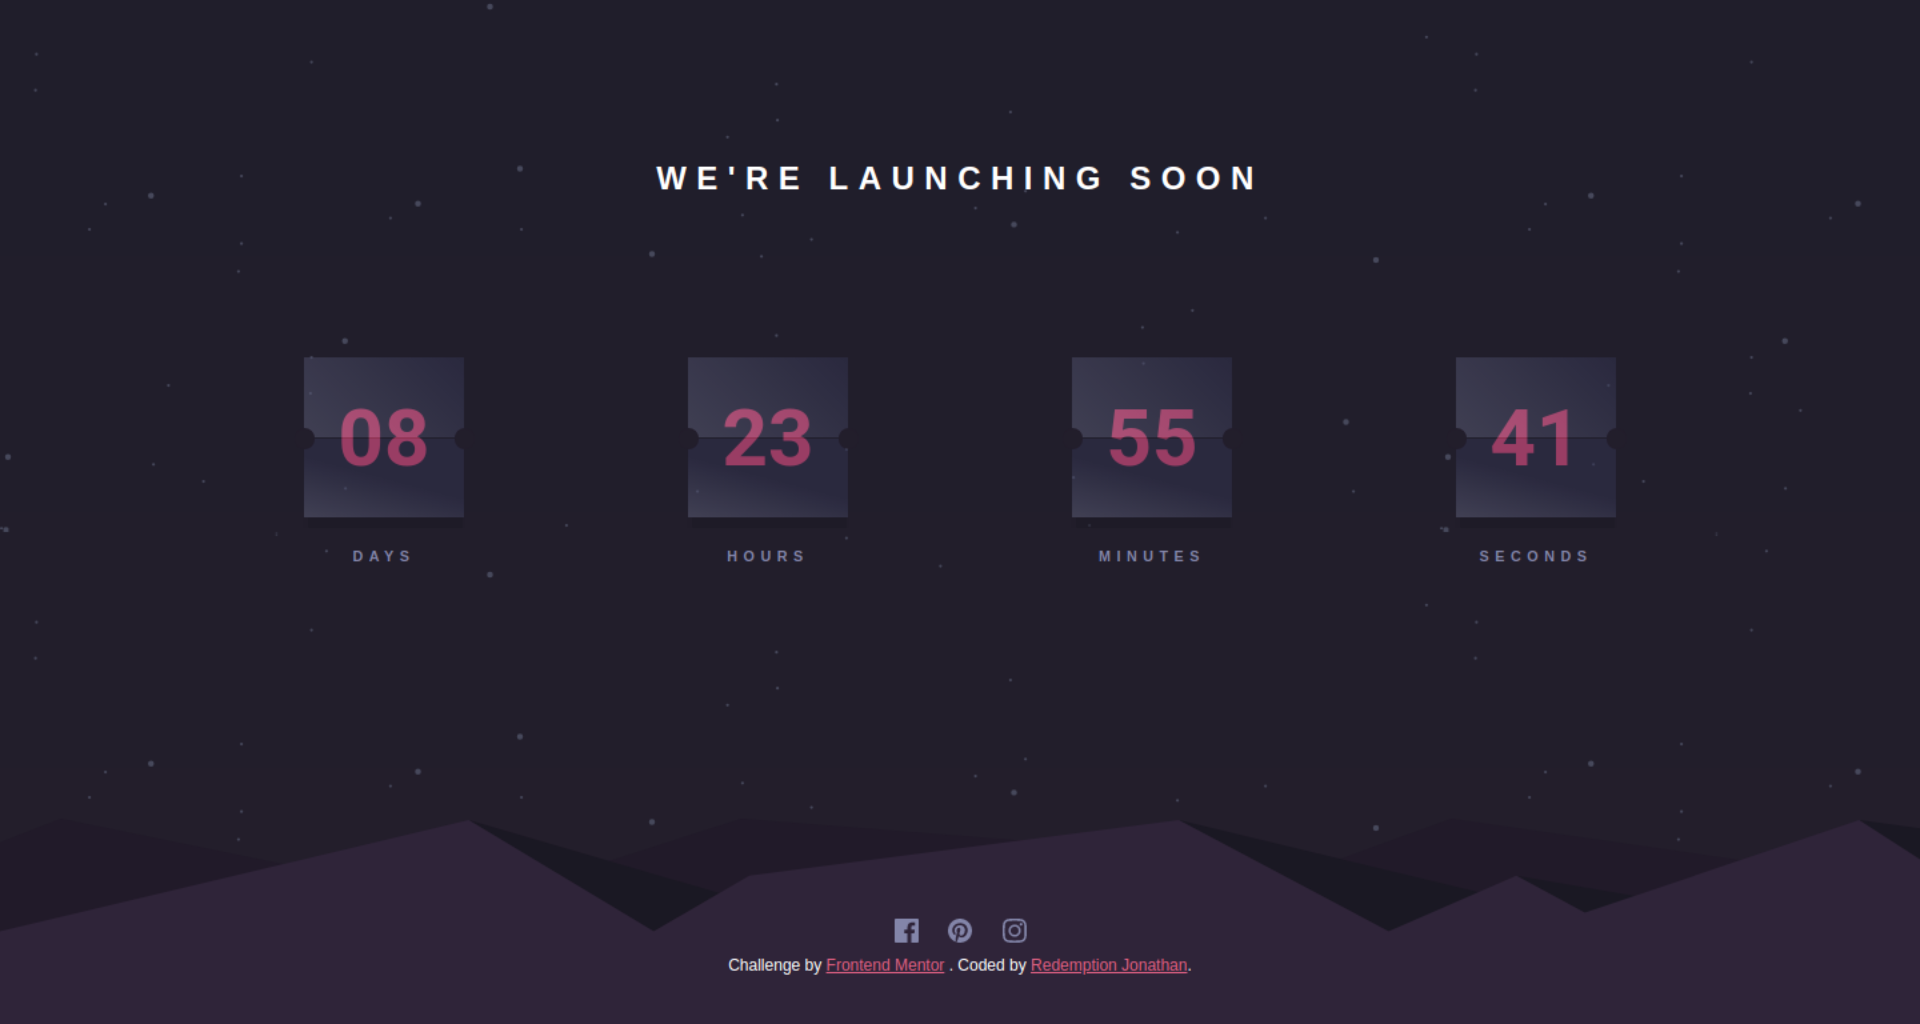 WE'RE LAUNCHING SOON
08 23 55 41
DAYS HOURS MINUTES SECONDS
Challenge by Frontend Mentor . Coded by Redemption Jonathan.